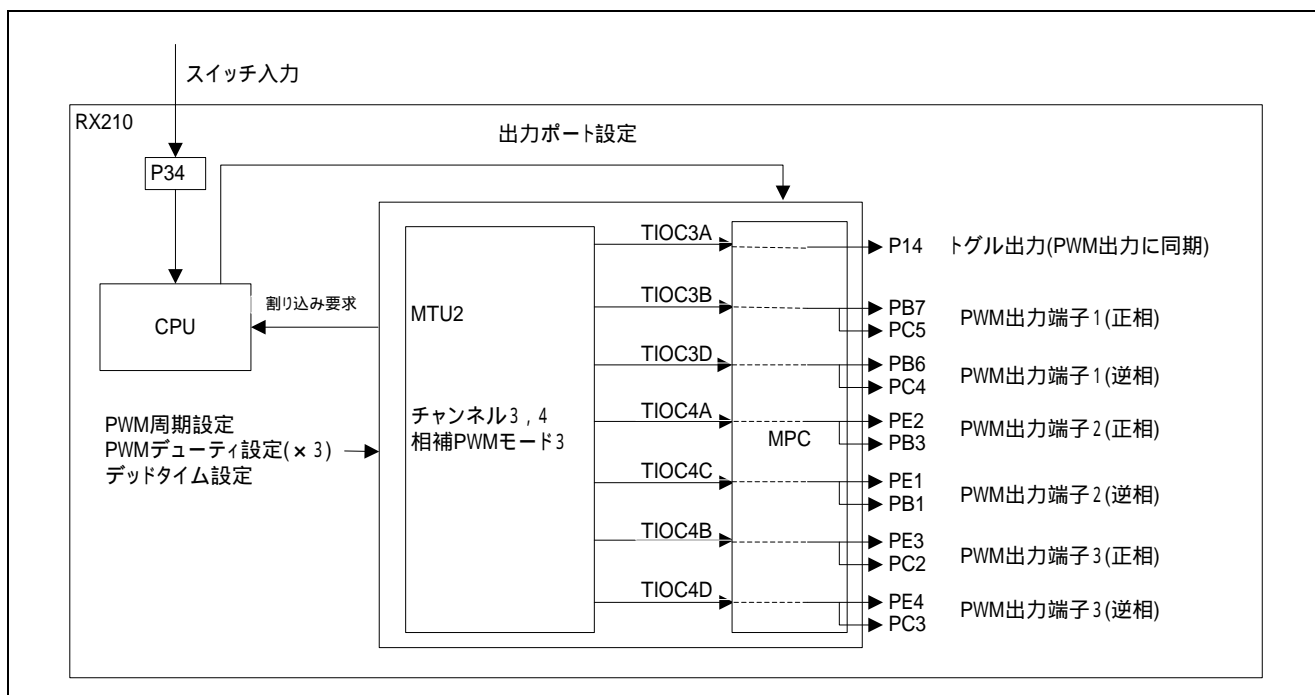 スイッチ入力
RX210
出力ポート設定
P34
TIOC3A
P14 トグル出力(PWM出力に同期)
TIOC3B
割り込み要求
MTU2
CPU
PB7
PC5
PWM出力端子1(正相)
TIOC3D
PB6
PC4
PWM出力端子1(逆相)
チャンネル3,4
相補PWMモード3
TIOC4A
MPC
PE2
PB3
PWM出力端子2(正相)
PWM周期設定
PWMデューティ設定(×3)
デッドタイム設定
TIOC4C
PE1
PB1
PWM出力端子2(逆相)
TIOC4B
PE3
PC2
PWM出力端子3(正相)
TIOC4D
PE4
PC3
PWM出力端子3(逆相)